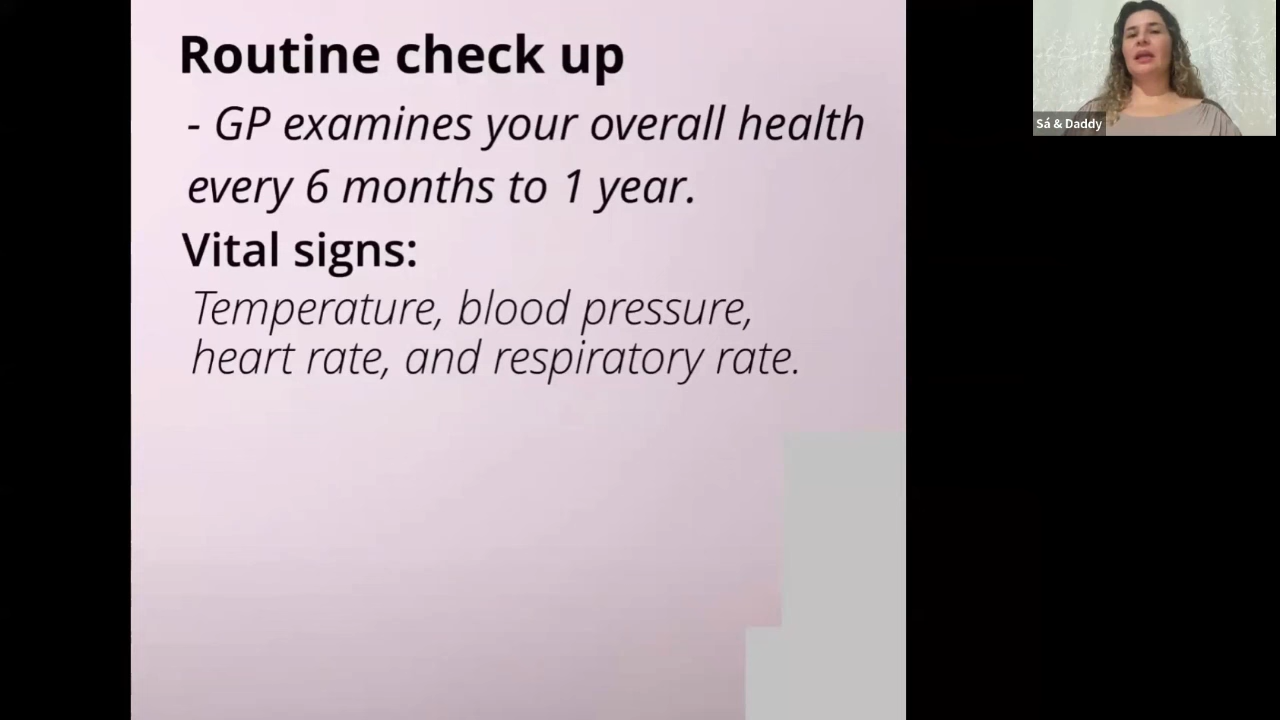 Routine check up
- GP examines your overall health
every 6 months to 1 year.
Vital signs:
Temperature, blood pressure,
heart rate, and respiratory rate.
Sá & Daddy